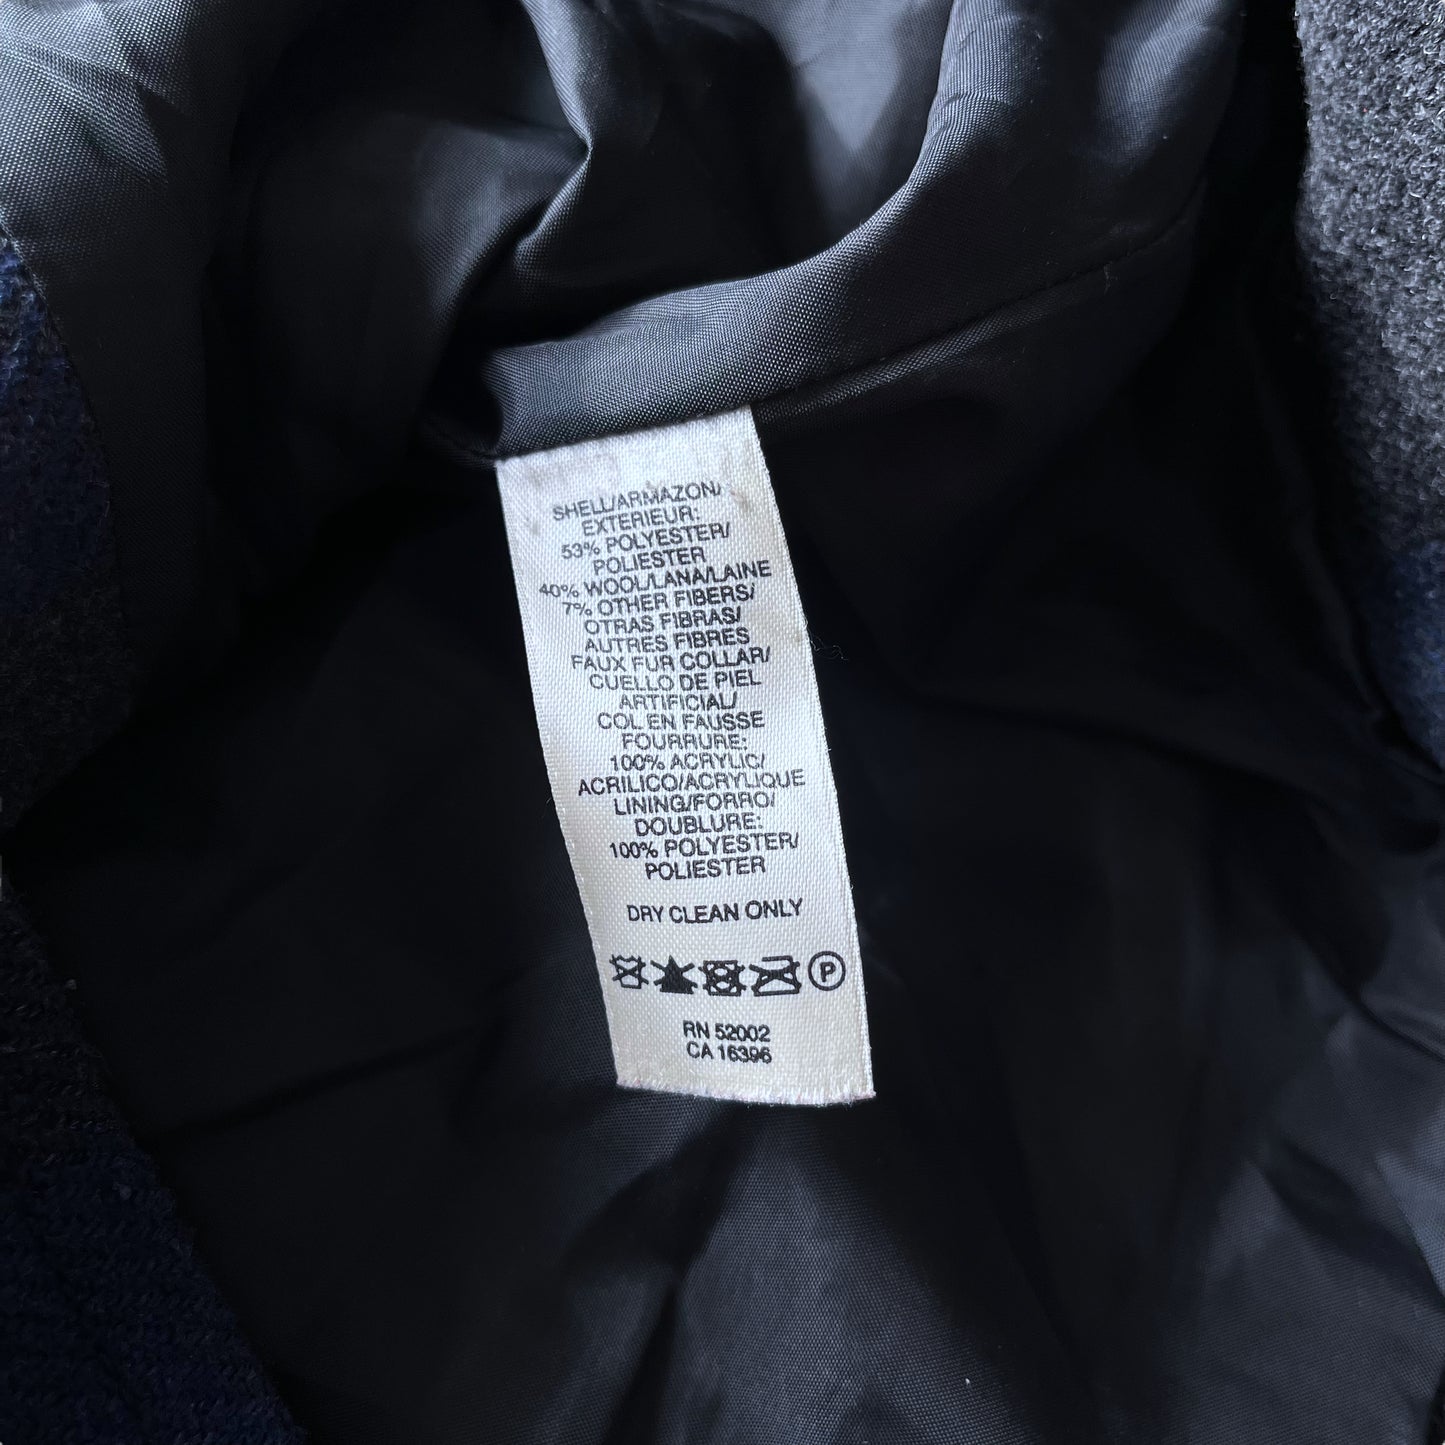 SHELL/ARMAZON/
EXTERIEUR:
53% POLYESTER/
POLIESTER
40% WOOL/LANA/LAINE
7% OTHER FIBERS/
OTRAS FIBRAS/
AUTRES FIBRES
FAUX FUR COLLAR/
CUELLO DE PIEL
ARTIFICIAL/
COL EN FAUSSE
FOURRURE:
100% ACRYLIC/
ACRILICO/ACRYLIQUE
LINING/FORRO/
DOUBLURE:
100% POLYESTER/
POLIESTER
DRY CLEAN ONLY
P
RN 52002
CA 16396